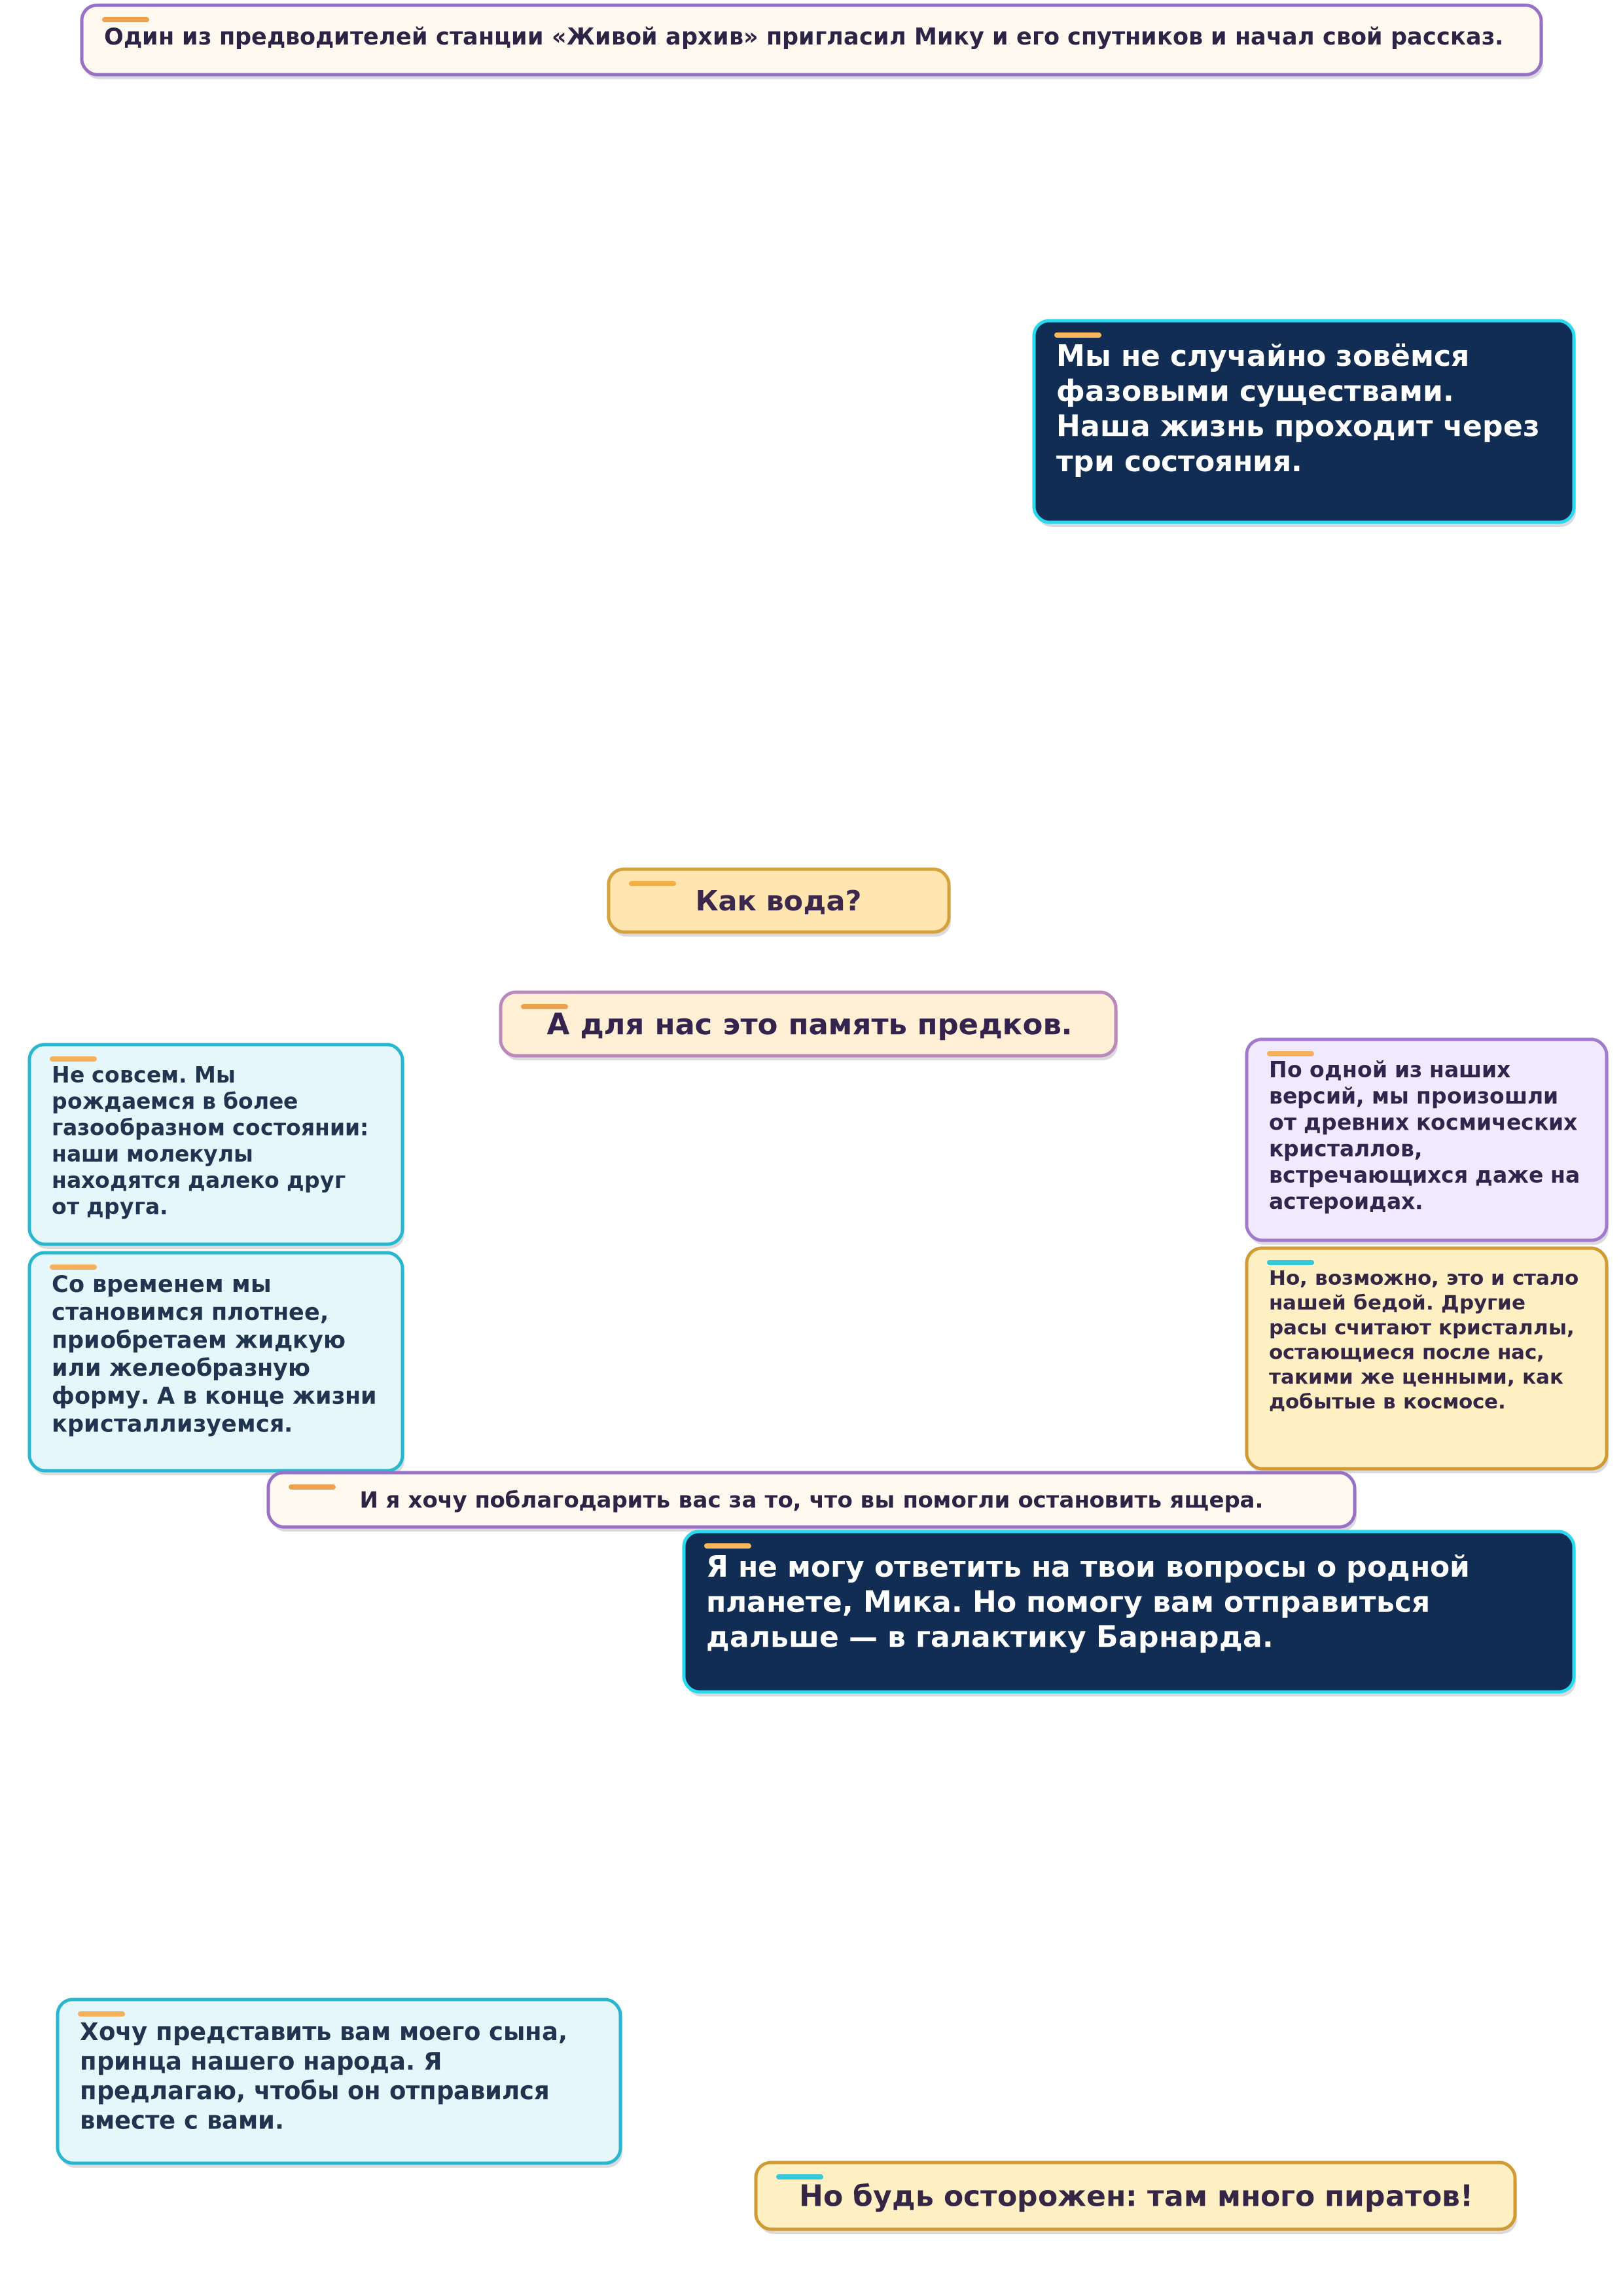 Один из предводителей станции «Живой архив» пригласил Мику и его спутников и начал свой рассказ.
Мы не случайно зовёмся
фазовыми существами.
Наша жизнь проходит через
три состояния.
Как вода?
А для нас это память предков.
Не совсем. Мы
рождаемся в более
газообразном состоянии:
наши молекулы
находятся далеко друг
от друга.
Со временем мы
становимся плотнее,
приобретаем жидкую
или желеобразную
форму. А в конце жизни
кристаллизуемся.
По одной из наших
версий, мы произошли
от древних космических
кристаллов,
встречающихся даже на
астероидах.
Но, возможно, это и стало
нашей бедой. Другие
расы считают кристаллы,
остающиеся после нас,
такими же ценными, как
добытые в космосе.
И я хочу поблагодарить вас за то, что вы помогли остановить ящера.
Я не могу ответить на твои вопросы о родной
планете, Мика. Но помогу вам отправиться
дальше — в галактику Барнарда.
Хочу представить вам моего сына,
принца нашего народа. Я
предлагаю, чтобы он отправился
вместе с вами.
Но будь осторожен: там много пиратов!